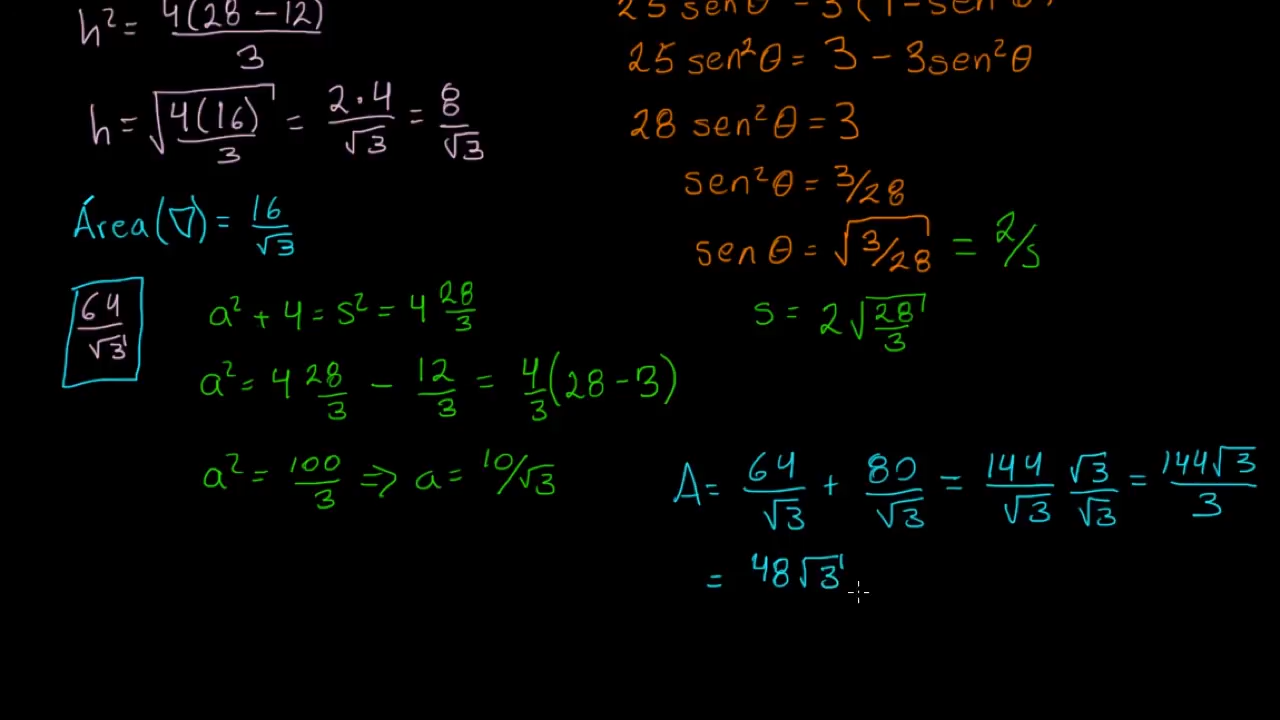 h² = 4(28 − 12)/3
h = √(4(16)/3) = 2·4/√3 = 8/√3
Área(▽) = 16/√3
64/√3
a² + 4 = s² = 4 28/3
a² = 4 28/3 − 12/3 = 4/3(28 − 3)
a² = 100/3 ⇒ a = 10/√3
25 sen²θ = 3 − 3sen²θ
28 sen²θ = 3
sen²θ = 3/28
sen θ = √(3/28) = 2/s
s = 2√(28/3)
A = 64/√3 + 80/√3 = 144/√3 √3/√3 = 144√3/3
= 48√3